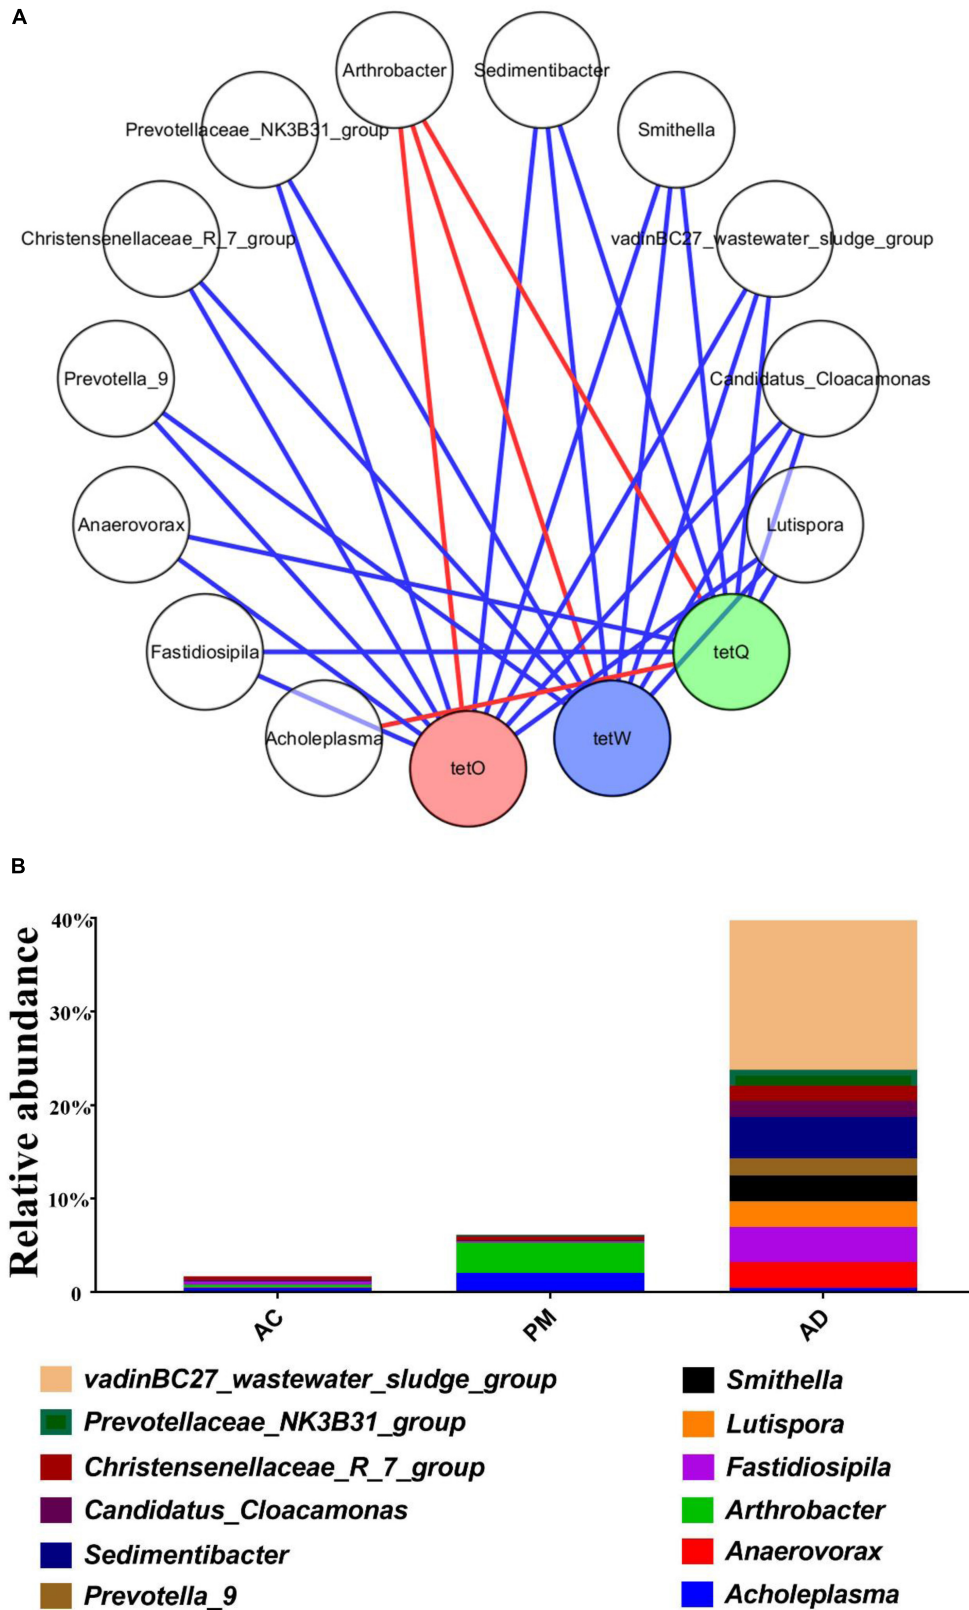 A
Arthrobacter
Sedimentibacter
Prevotellaceae_NK3B31_group
Smithella
Christensenellaceae_R_7_group
vadinBC27_wastewater_sludge_group
Prevotella_9
Candidatus_Cloacamonas
Anaerovorax
Lutispora
Fastidiosipila
tetQ
Acholeplasma
tetW
tetO
B
Relative abundance
40%
30%
20%
10%
0
AC
PM
AD
vadinBC27_wastewater_sludge_group
Prevotellaceae_NK3B31_group
Christensenellaceae_R_7_group
Candidatus_Cloacamonas
Sedimentibacter
Prevotella_9
Smithella
Lutispora
Fastidiosipila
Arthrobacter
Anaerovorax
Acholeplasma